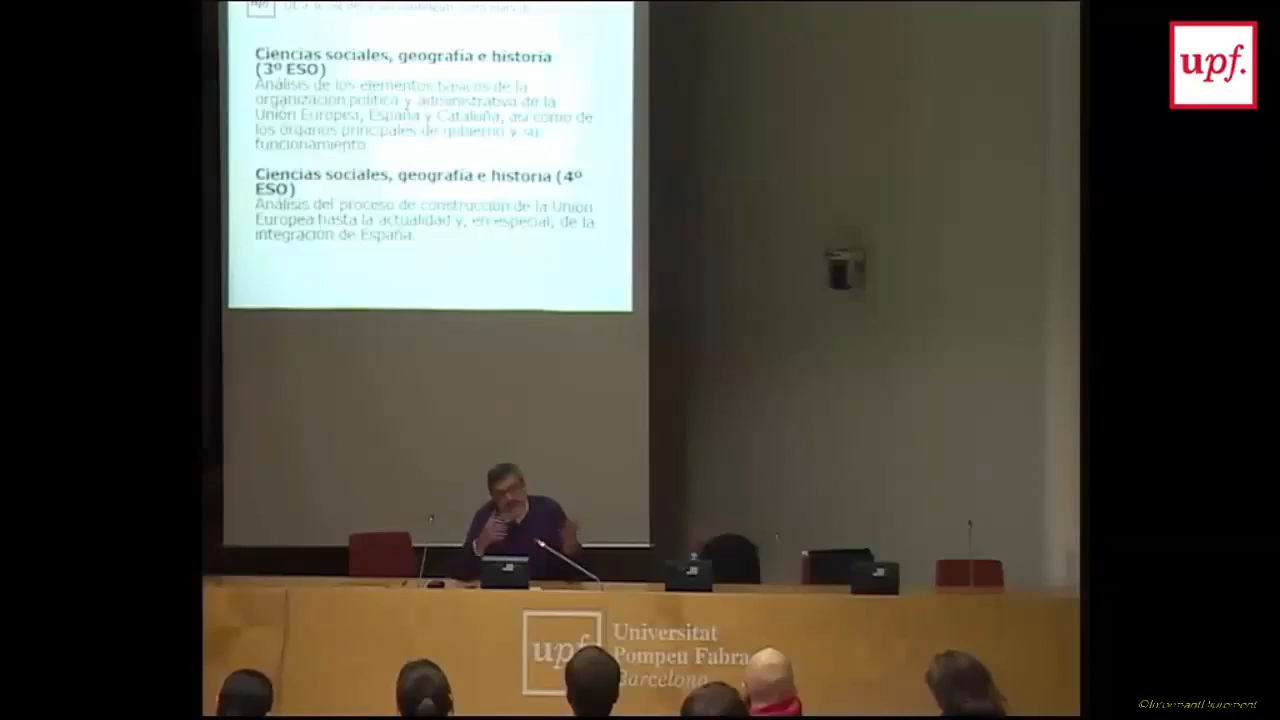 upf.
Ciencias sociales, geografía e historia
(3º ESO)
Análisis de los elementos básicos de la
organización política y administrativa de la
Unión Europea, España y Cataluña, así como de
los órganos principales de gobierno y su
funcionamiento.
Ciencias sociales, geografía e historia (4º
ESO)
Análisis del proceso de construcción de la Unión
Europea hasta la actualidad y, en especial, de la
integración de España.
upf.
Universitat
Pompeu Fabra
Barcelona